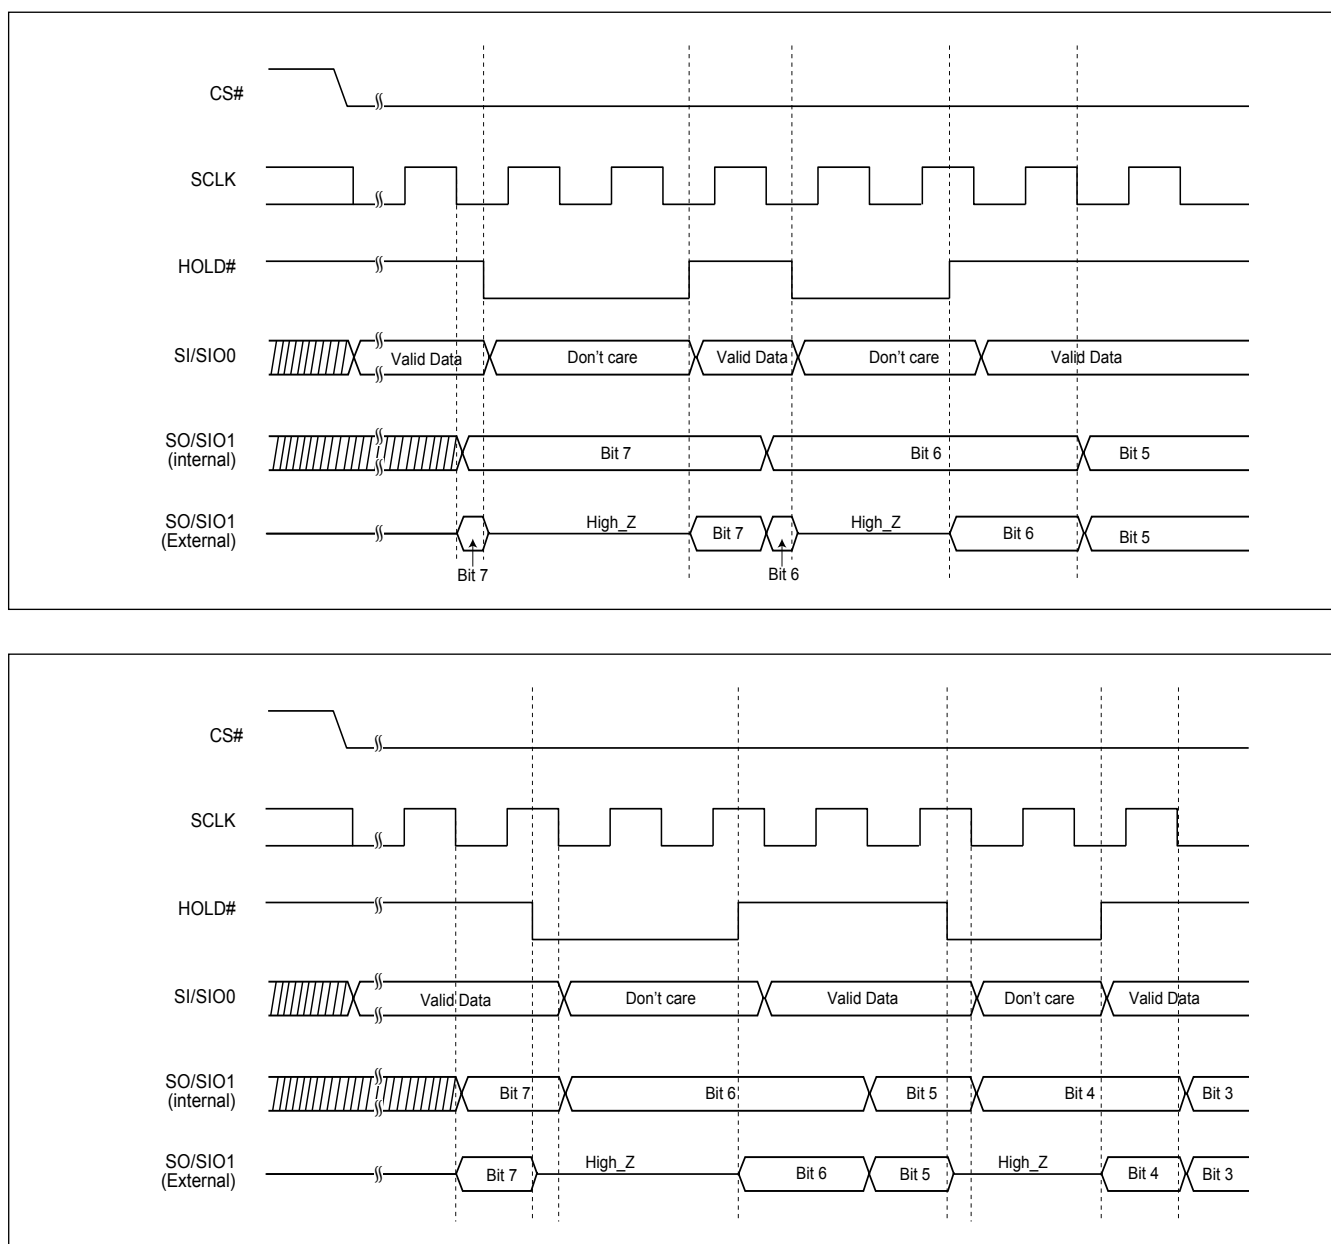 CS#
SCLK
HOLD#
SI/SIO0
Valid Data
Don't care
Valid Data
Don't care
Valid Data
SO/SIO1
(internal)
Bit 7
Bit 6
Bit 5
SO/SIO1
(External)
High_Z
Bit 7
High_Z
Bit 6
Bit 5
Bit 7
Bit 6
CS#
SCLK
HOLD#
SI/SIO0
Valid Data
Don't care
Valid Data
Don't care
Valid Data
SO/SIO1
(internal)
Bit 7
Bit 6
Bit 5
Bit 4
Bit 3
SO/SIO1
(External)
Bit 7
High_Z
Bit 6
Bit 5
High_Z
Bit 4
Bit 3